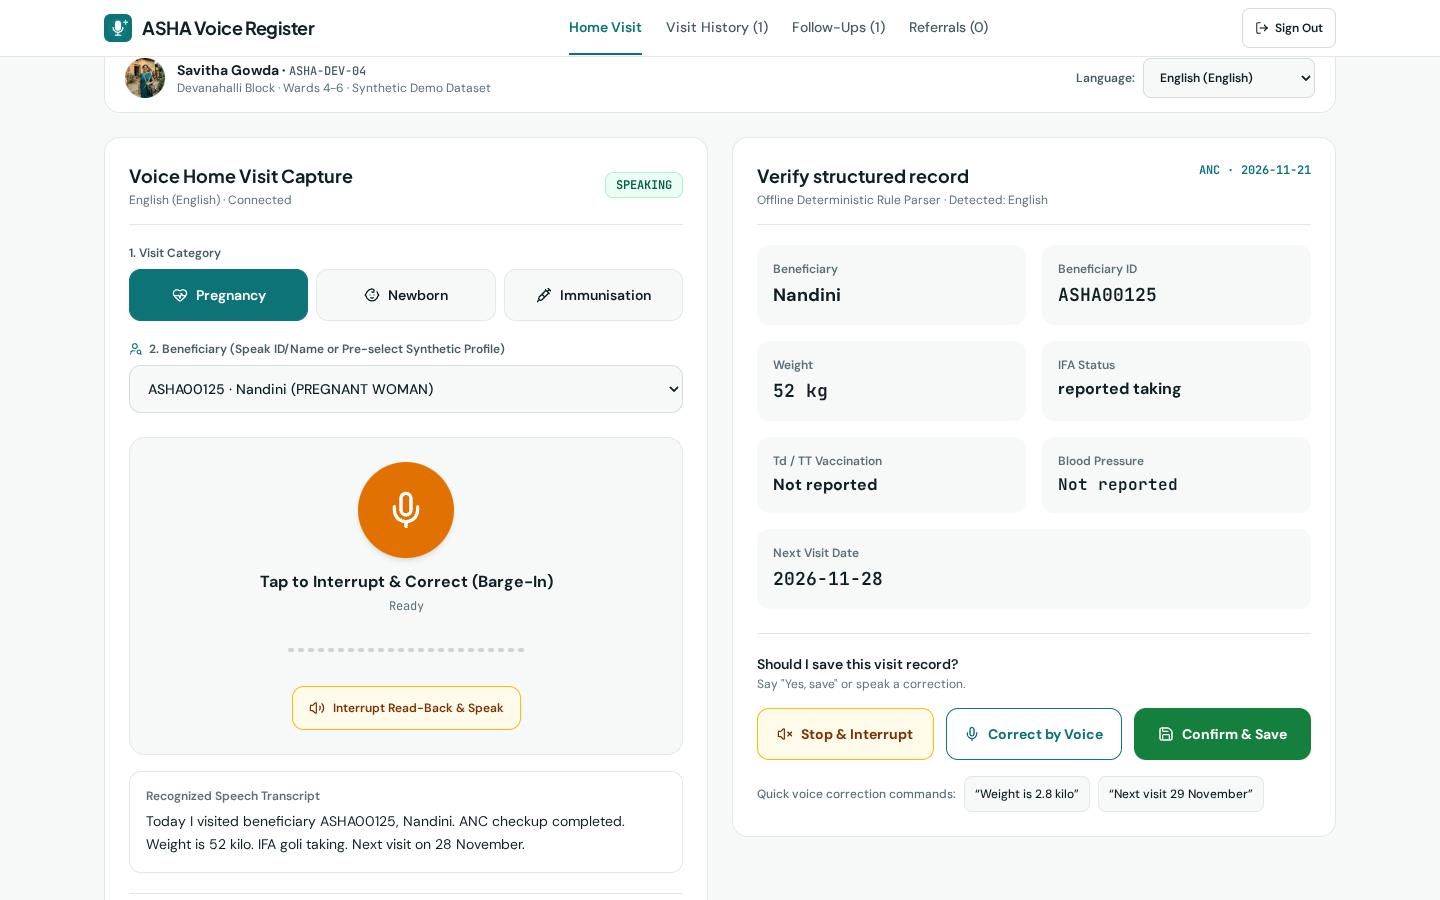 ASHA Voice Register
Home Visit
Visit History (1)
Follow-Ups (1)
Referrals (0)
Sign Out
Savitha Gowda · ASHA-DEV-04
Devanahalli Block · Wards 4-6 · Synthetic Demo Dataset
Language:
English (English)
Voice Home Visit Capture
English (English) · Connected
SPEAKING
1. Visit Category
Pregnancy
Newborn
Immunisation
2. Beneficiary (Speak ID/Name or Pre-select Synthetic Profile)
ASHA00125 · Nandini (PREGNANT WOMAN)
Tap to Interrupt & Correct (Barge-In)
Ready
Interrupt Read-Back & Speak
Recognized Speech Transcript
Today I visited beneficiary ASHA00125, Nandini. ANC checkup completed.
Weight is 52 kilo. IFA goli taking. Next visit on 28 November.
Verify structured record
Offline Deterministic Rule Parser · Detected: English
ANC · 2026-11-21
Beneficiary
Nandini
Beneficiary ID
ASHA00125
Weight
52 kg
IFA Status
reported taking
Td / TT Vaccination
Not reported
Blood Pressure
Not reported
Next Visit Date
2026-11-28
Should I save this visit record?
Say "Yes, save" or speak a correction.
Stop & Interrupt
Correct by Voice
Confirm & Save
Quick voice correction commands:
“Weight is 2.8 kilo”
“Next visit 29 November”